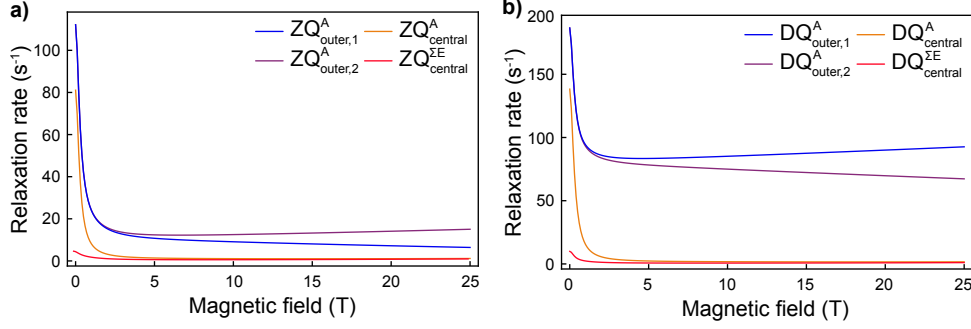 a)
ZQ^A_outer,1 ZQ^A_central
ZQ^A_outer,2 ZQ^ΣE_central
Relaxation rate (s⁻¹)
100
80
60
40
20
0
0 5 10 15 20 25
Magnetic field (T)
b)
DQ^A_outer,1 DQ^A_central
DQ^A_outer,2 DQ^ΣE_central
Relaxation rate (s⁻¹)
200
150
100
50
0
0 5 10 15 20 25
Magnetic field (T)